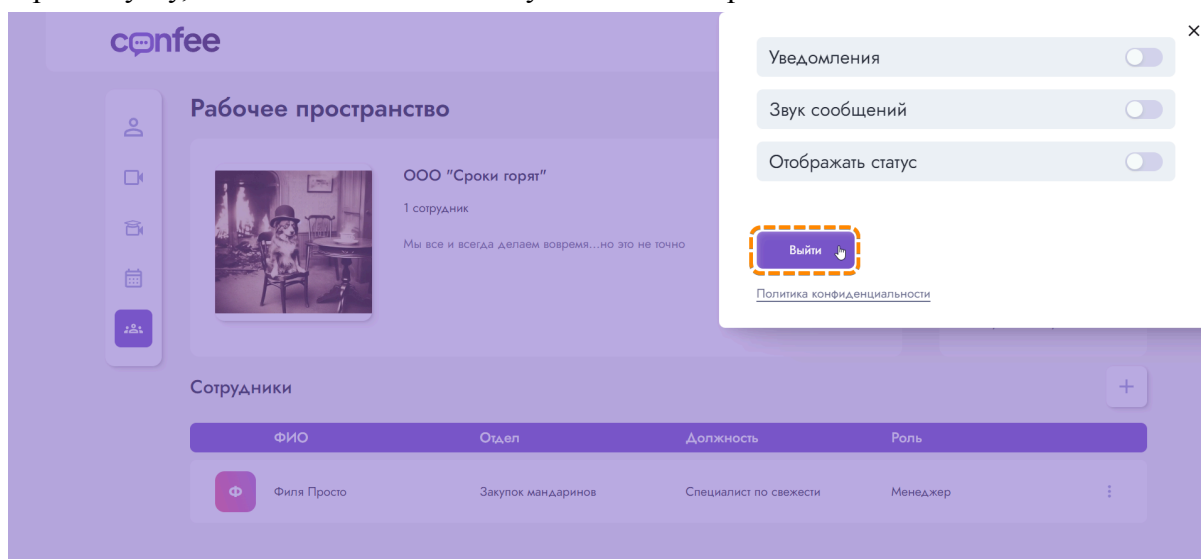 confee
Уведомления
Звук сообщений
Отображать статус
Выйти
Политика конфиденциальности
Рабочее пространство
ООО "Сроки горят"
1 сотрудник
Мы все и всегда делаем вовремя...но это не точно
Сотрудники
+
ФИО Отдел Должность Роль
Ф Филя Просто Закупок мандаринов Специалист по свежести Менеджер